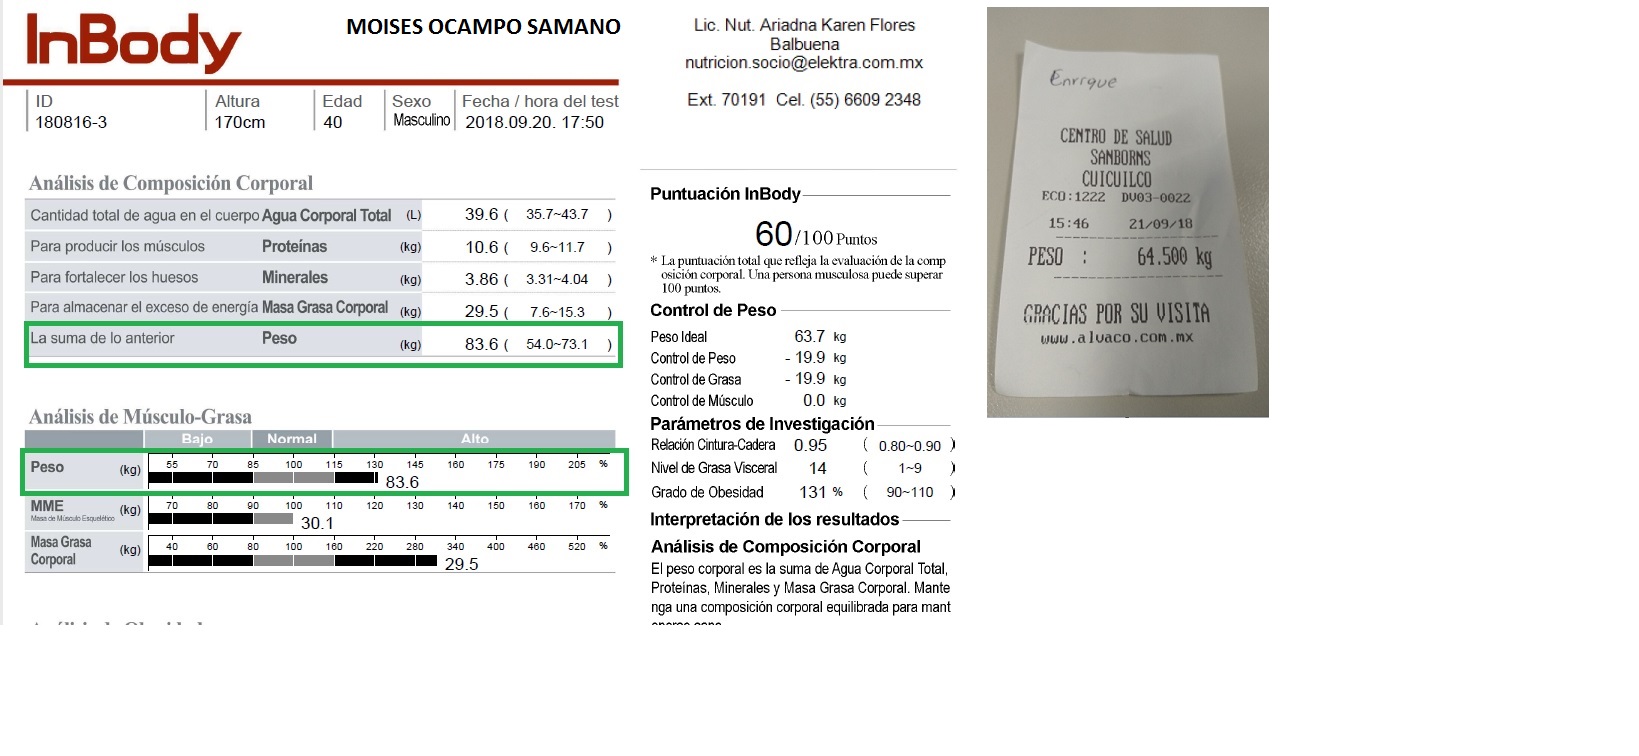 InBody
MOISES OCAMPO SAMANO
ID
180816-3
Altura
170cm
Edad
40
Sexo
Masculino
Fecha / hora del test
2018.09.20. 17:50
Análisis de Composición Corporal
Cantidad total de agua en el cuerpo Agua Corporal Total (L) 39.6 ( 35.7~43.7 )
Para producir los músculos Proteínas (kg) 10.6 ( 9.6~11.7 )
Para fortalecer los huesos Minerales (kg) 3.86 ( 3.31~4.04 )
Para almacenar el exceso de energía Masa Grasa Corporal (kg) 29.5 ( 7.6~15.3 )
La suma de lo anterior Peso (kg) 83.6 ( 54.0~73.1 )
Análisis de Músculo-Grasa
Bajo Normal Alto
Peso (kg) 55 70 85 100 115 130 145 160 175 190 205 %
83.6
MME (kg) 70 80 90 100 110 120 130 140 150 160 170 %
Masa de Músculo Esquelético
30.1
Masa Grasa Corporal (kg) 40 60 80 100 160 220 280 340 400 460 520 %
29.5
Lic. Nut. Ariadna Karen Flores
Balbuena
nutricion.socio@elektra.com.mx
Ext. 70191 Cel. (55) 6609 2348
Puntuación InBody
60/100 Puntos
* La puntuación total que refleja la evaluación de la comp
osición corporal. Una persona musculosa puede superar
100 puntos.
Control de Peso
Peso Ideal 63.7 kg
Control de Peso - 19.9 kg
Control de Grasa - 19.9 kg
Control de Músculo 0.0 kg
Parámetros de Investigación
Relación Cintura-Cadera 0.95 ( 0.80~0.90 )
Nivel de Grasa Visceral 14 ( 1~9 )
Grado de Obesidad 131 % ( 90~110 )
Interpretación de los resultados
Análisis de Composición Corporal
El peso corporal es la suma de Agua Corporal Total,
Proteínas, Minerales y Masa Grasa Corporal. Mante
nga una composición corporal equilibrada para mant
Enrique
CENTRO DE SALUD
SANBORNS
CUICUILCO
ECO:1222 DV03-0022
15:46 21/09/18
PESO : 64.500 kg
GRACIAS POR SU VISITA
www.alvaco.com.mx